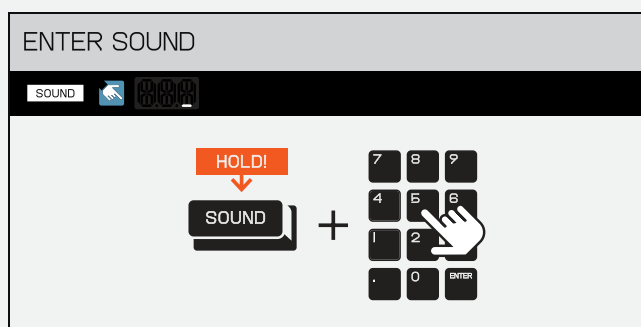 ENTER SOUND
SOUND
HOLD!
SOUND
+
7 8 9
4 5 6
1 2
. 0 ENTER